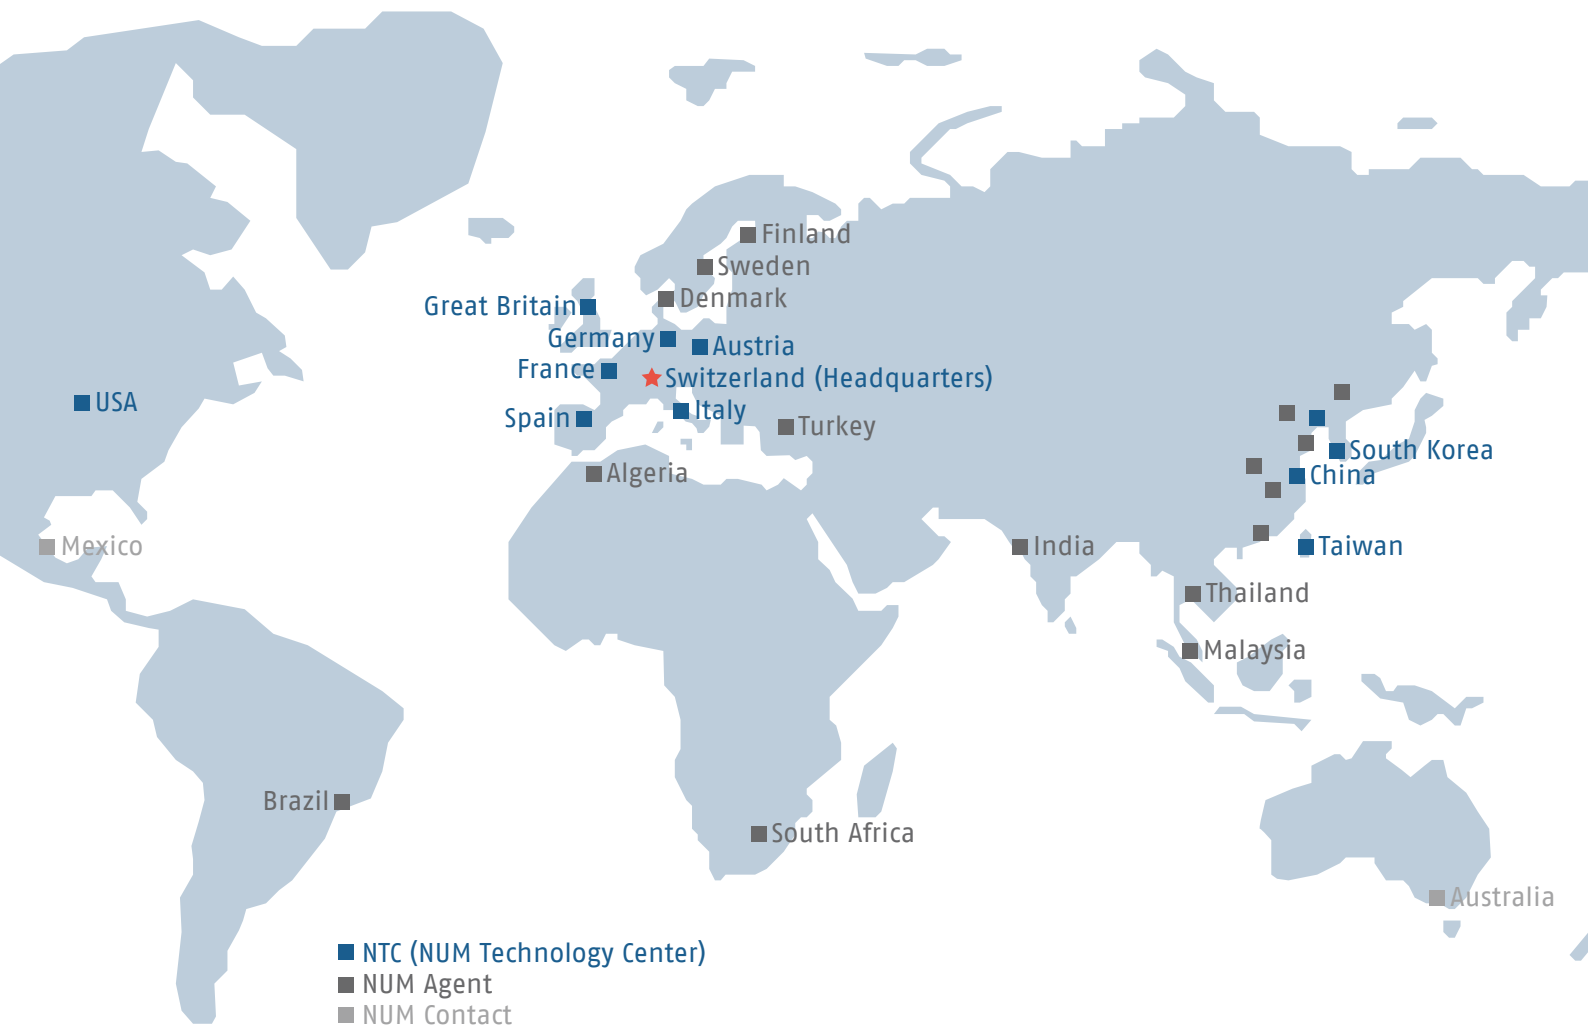 Finland
Sweden
Denmark
Great Britain
Germany
Austria
France
Switzerland (Headquarters)
USA
Italy
Spain
Turkey
South Korea
Algeria
China
Mexico
India
Taiwan
Thailand
Malaysia
Brazil
South Africa
Australia
NTC (NUM Technology Center)
NUM Agent
NUM Contact